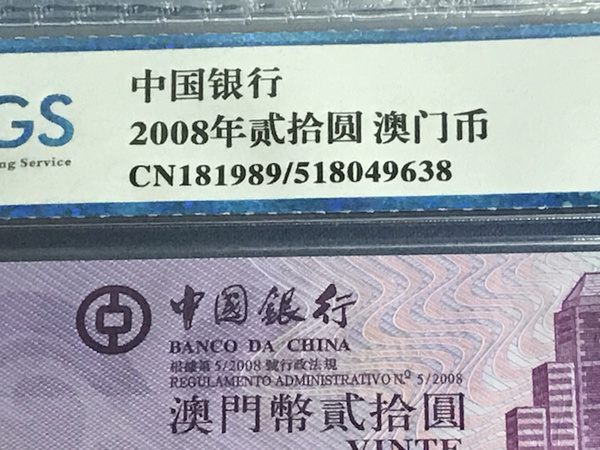 中国银行
2008年贰拾圆 澳门币
GS
ng Service
CN181989/518049638
中國銀行
BANCO DA CHINA
根據第5/2008號行政法規
REGULAMENTO ADMINISTRATIVO N.º 5/2008
澳門幣貳拾圓
VINTE